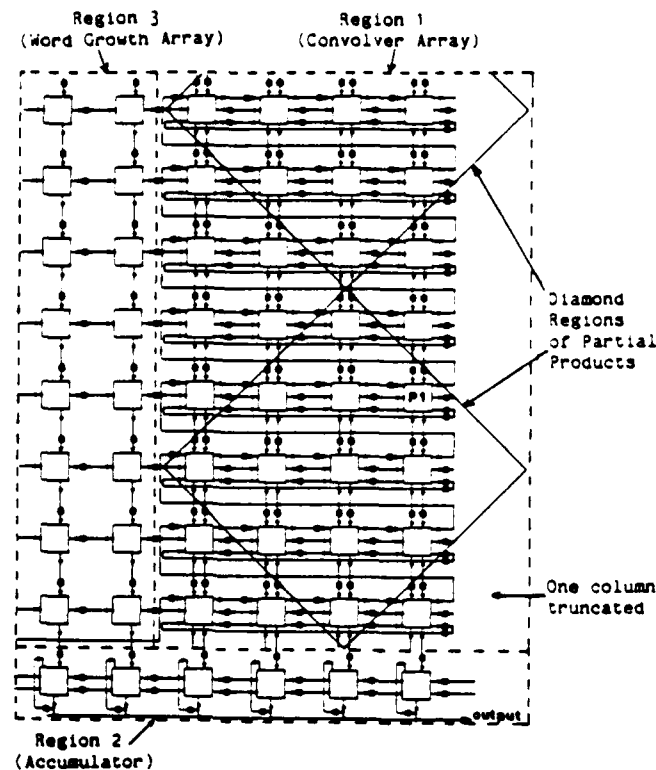 Region 3
(Word Growth Array)
Region 1
(Convolver Array)
Diamond
Regions
of Partial
Products
P1
One column
truncated
output
Region 2
(Accumulator)